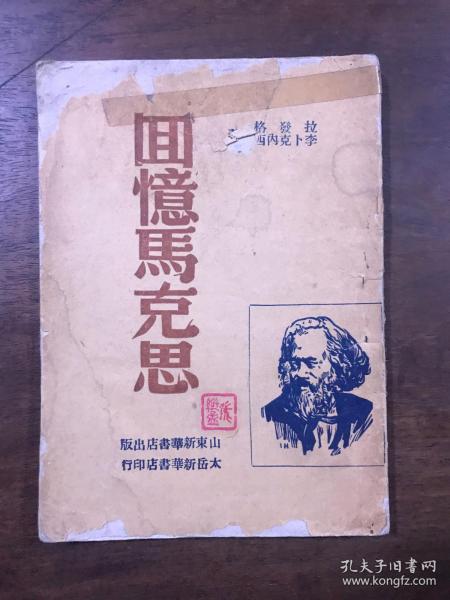 拉發格
李卜克內西
回憶馬克思
山東新華書店出版
太岳新華書店印行
孔夫子旧书网
www.kongfz.com